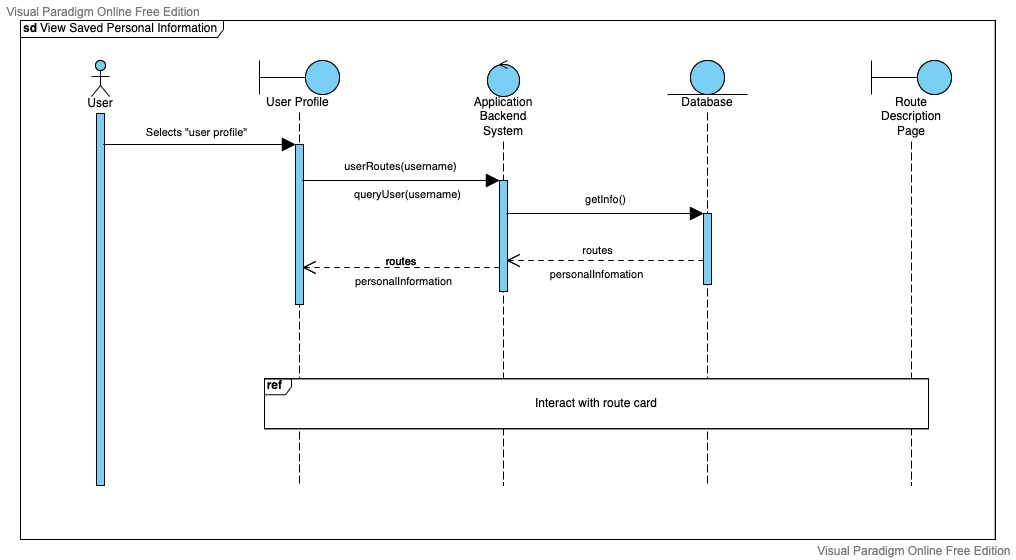 Visual Paradigm Online Free Edition
sd View Saved Personal Information
User
User Profile
Application
Backend
System
Database
Route
Description
Page
Selects "user profile"
userRoutes(username)
queryUser(username)
getInfo()
routes
personalInfomation
routes
personalInformation
ref
Interact with route card
Visual Paradigm Online Free Edition